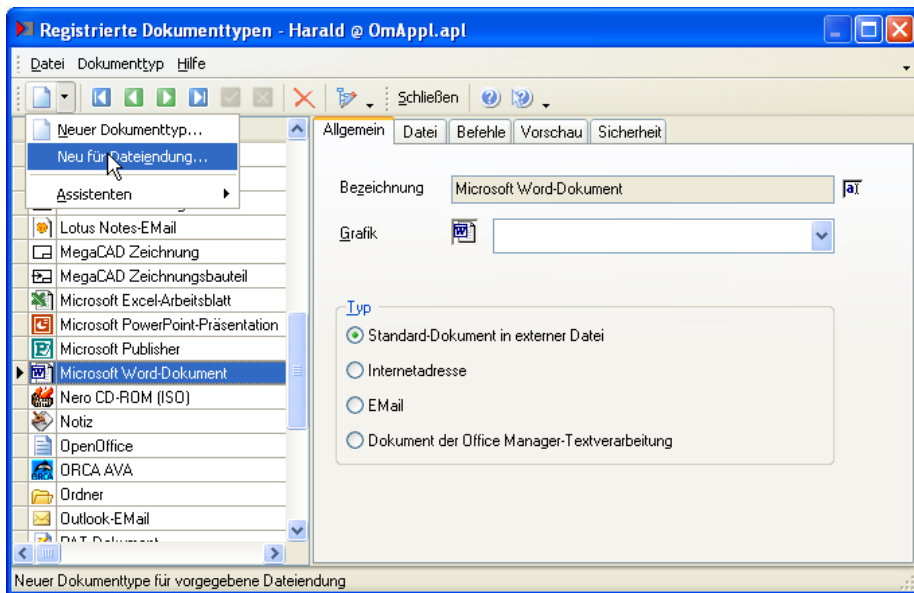 Registrierte Dokumenttypen - Harald @ OmAppl.apl
Datei Dokumenttyp Hilfe
Schließen
Neuer Dokumenttyp...
Neu für Dateiendung...
Assistenten
Lotus Notes-EMail
MegaCAD Zeichnung
MegaCAD Zeichnungsbauteil
Microsoft Excel-Arbeitsblatt
Microsoft PowerPoint-Präsentation
Microsoft Publisher
Microsoft Word-Dokument
Nero CD-ROM (ISO)
Notiz
OpenOffice
ORCA AVA
Ordner
Outlook-EMail
Allgemein Datei Befehle Vorschau Sicherheit
Bezeichnung Microsoft Word-Dokument
Grafik
Typ
Standard-Dokument in externer Datei
Internetadresse
EMail
Dokument der Office Manager-Textverarbeitung
Neuer Dokumenttype für vorgegebene Dateiendung